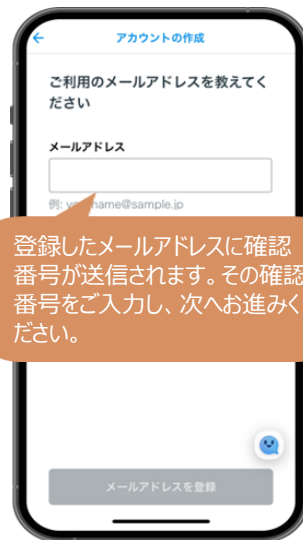 アカウントの作成
ご利用のメールアドレスを教えてく
ださい
メールアドレス
例: name@sample.jp
登録したメールアドレスに確認
番号が送信されます。その確認
番号をご入力し、次へお進みく
ださい。
メールアドレスを登録